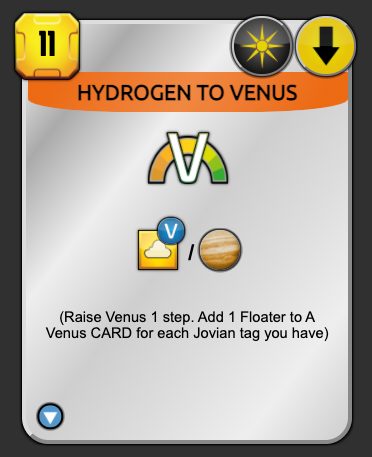 11
HYDROGEN TO VENUS
V
V
/
(Raise Venus 1 step. Add 1 Floater to A
Venus CARD for each Jovian tag you have)